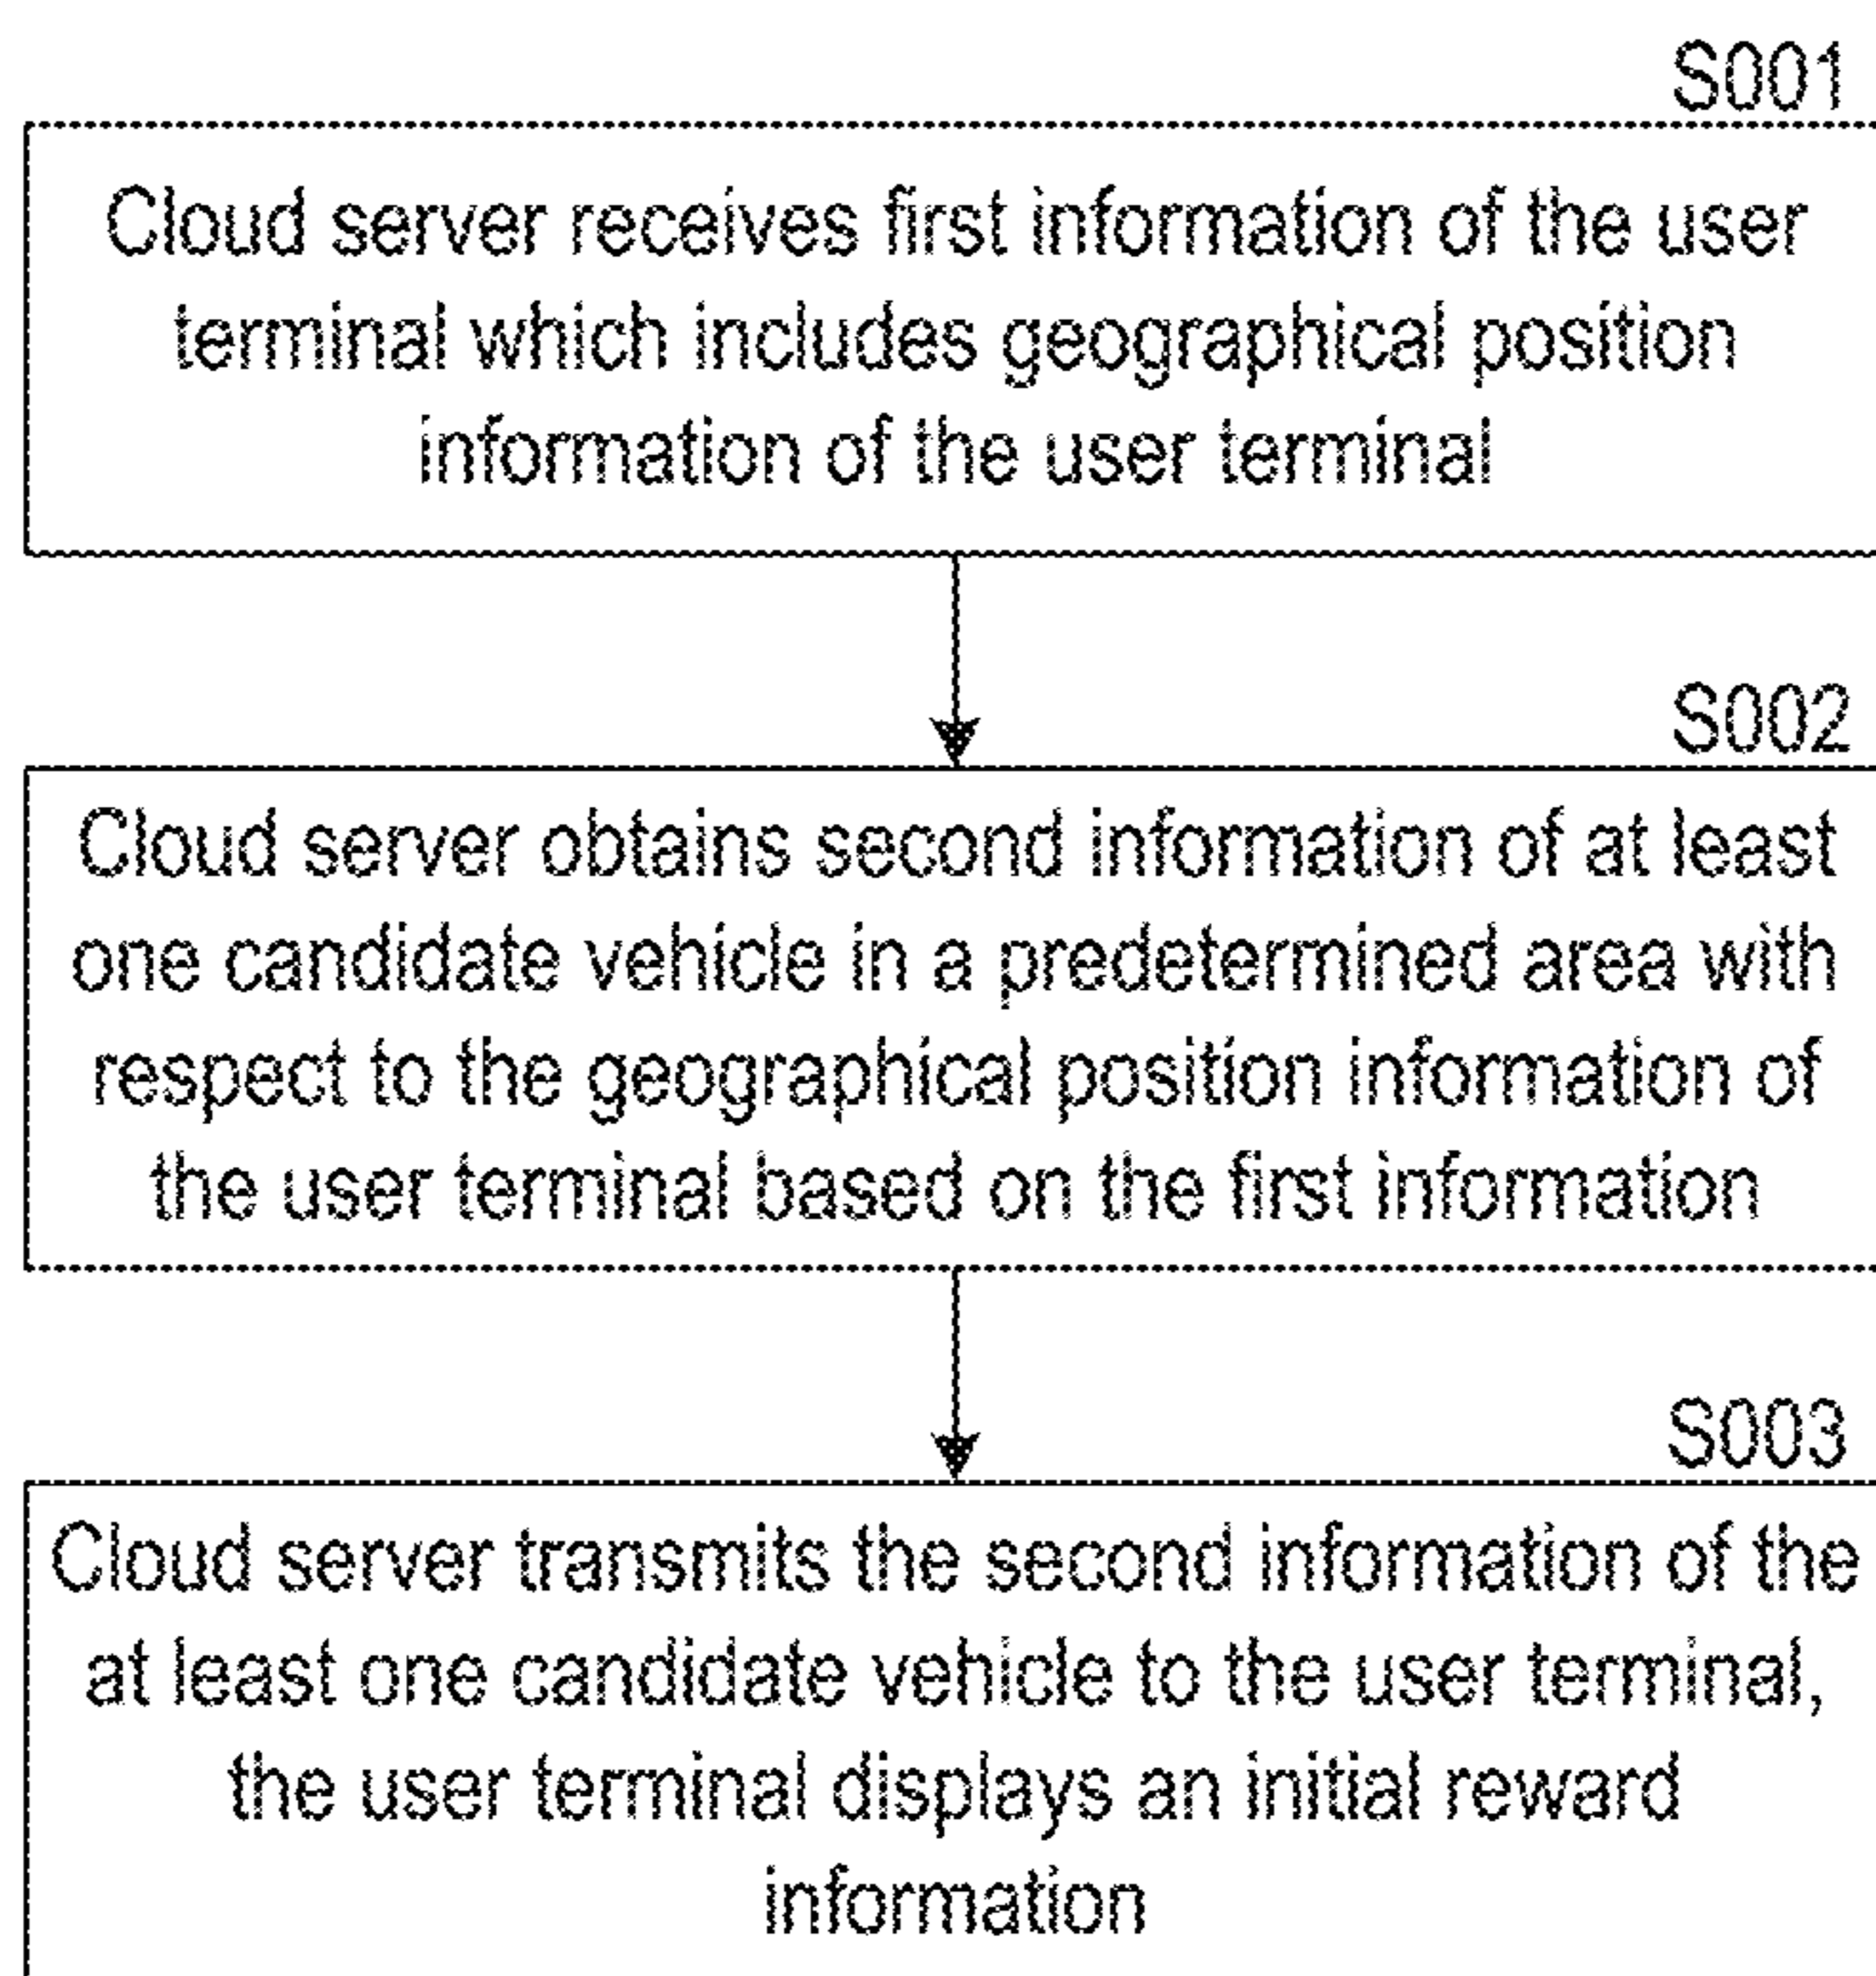 S001
Cloud server receives first information of the user
terminal which includes geographical position
information of the user terminal
S002
Cloud server obtains second information of at least
one candidate vehicle in a predetermined area with
respect to the geographical position information of
the user terminal based on the first information
S003
Cloud server transmits the second information of the
at least one candidate vehicle to the user terminal,
the user terminal displays an initial reward
information